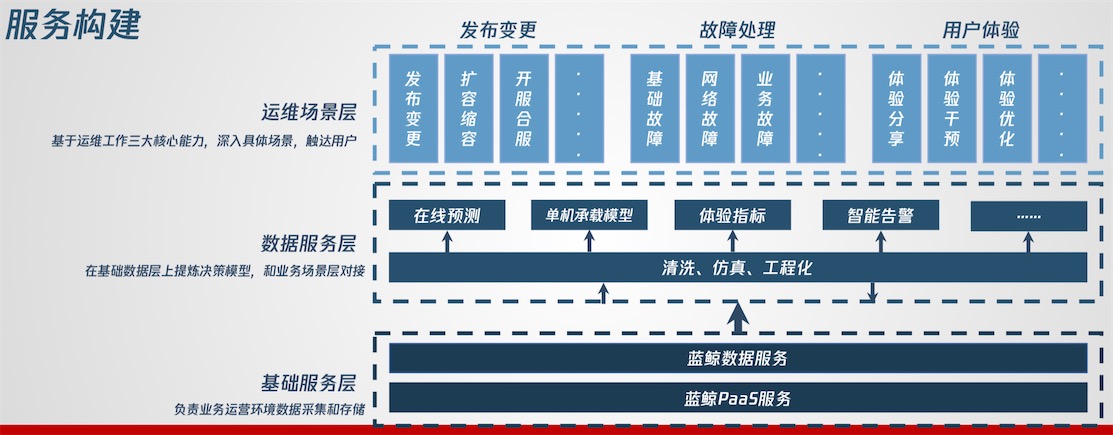 服务构建
发布变更
故障处理
用户体验
运维场景层
基于运维工作三大核心能力，深入具体场景，触达用户
发布变更
扩容缩容
开服合服
· · · · ·
基础故障
网络故障
业务故障
· · · · ·
体验分享
体验干预
体验优化
· · · · ·
数据服务层
在基础数据层上提炼决策模型，和业务场景层对接
在线预测
单机承载模型
体验指标
智能告警
......
清洗、仿真、工程化
基础服务层
负责业务运营环境数据采集和存储
蓝鲸数据服务
蓝鲸PaaS服务